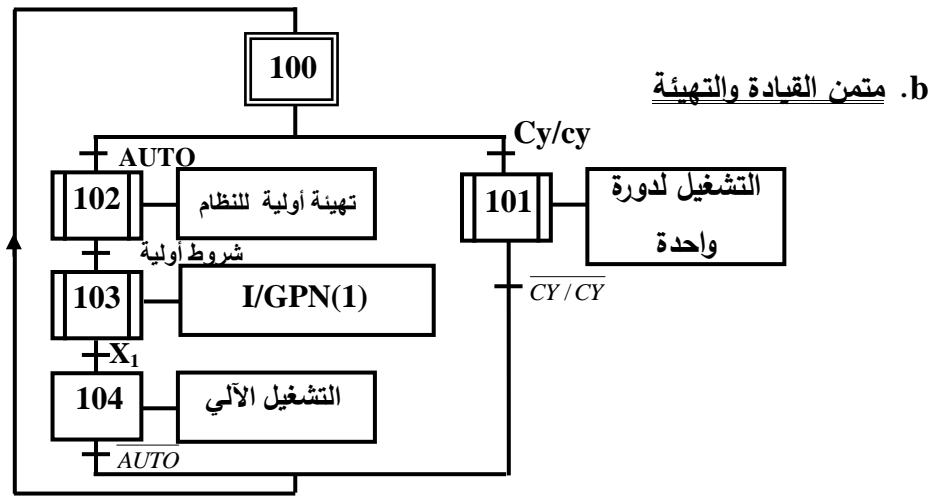 b. متمن القيادة والتهيئة
100
AUTO
Cy/cy
102
تهيئة أولية للنظام
101
التشغيل لدورة
واحدة
شروط أولية
103
I/GPN(1)
CY / CY
X₁
104
التشغيل الآلي
AUTO